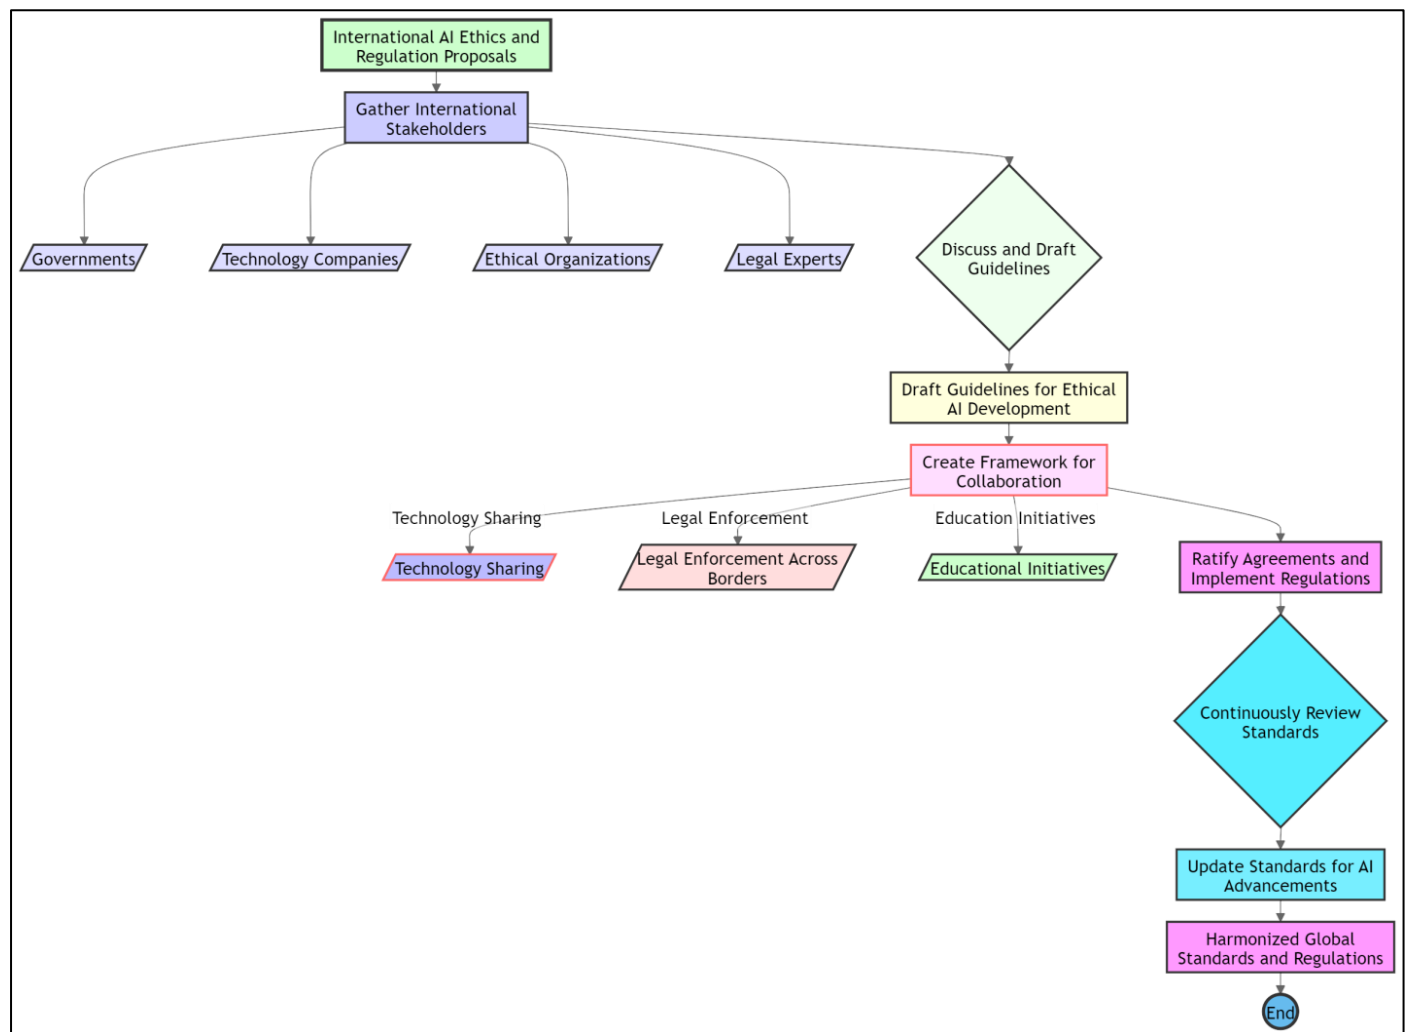 International AI Ethics and
Regulation Proposals
Gather International
Stakeholders
Governments
Technology Companies
Ethical Organizations
Legal Experts
Discuss and Draft
Guidelines
Draft Guidelines for Ethical
AI Development
Create Framework for
Collaboration
Technology Sharing
Legal Enforcement
Education Initiatives
Technology Sharing
Legal Enforcement Across
Borders
Educational Initiatives
Ratify Agreements and
Implement Regulations
Continuously Review
Standards
Update Standards for AI
Advancements
Harmonized Global
Standards and Regulations
End